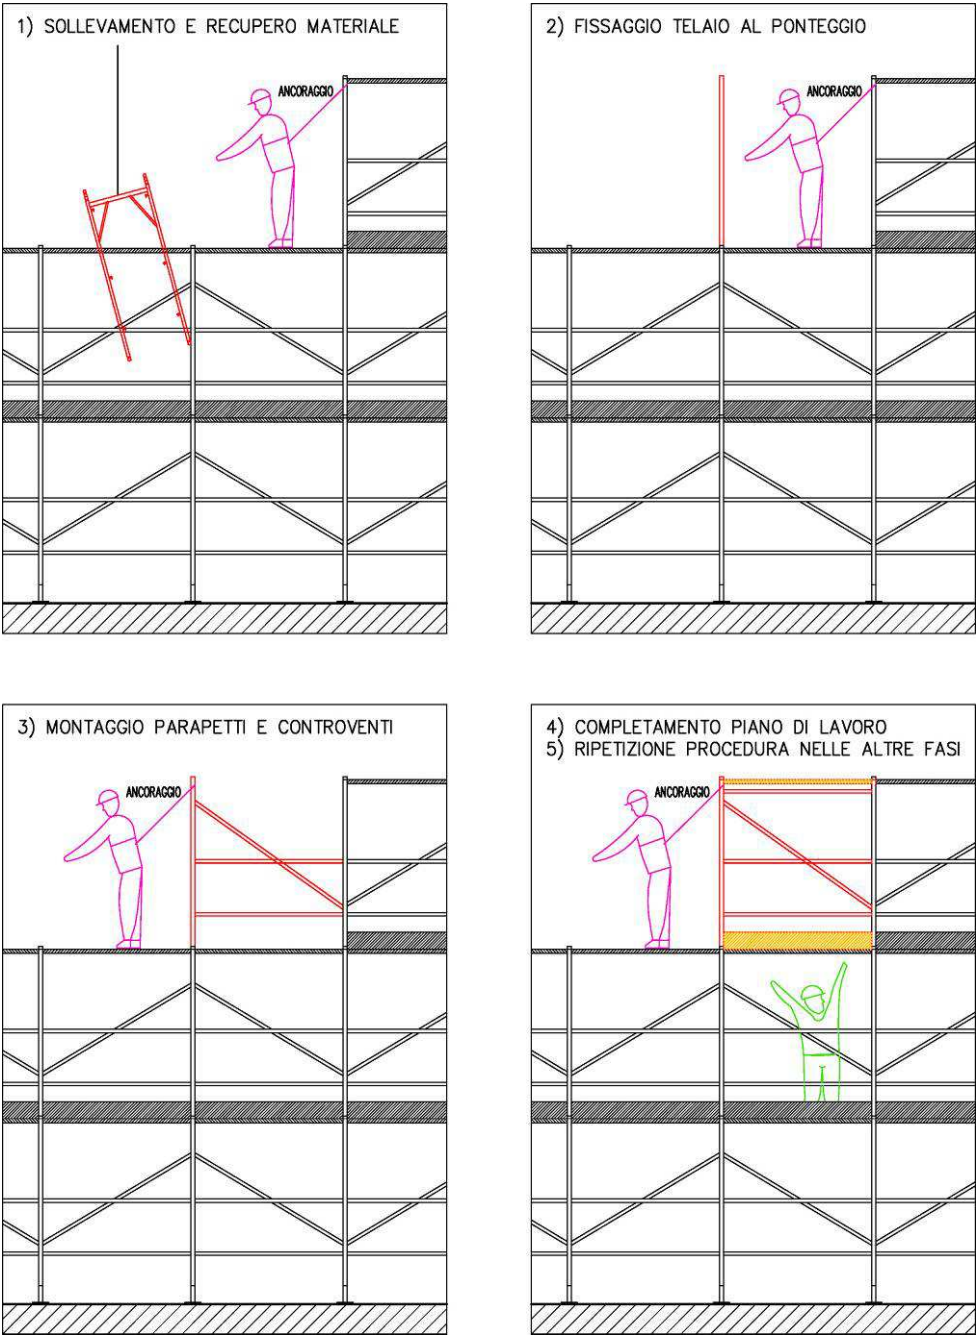 1) SOLLEVAMENTO E RECUPERO MATERIALE
ANCORAGGIO
2) FISSAGGIO TELAIO AL PONTEGGIO
ANCORAGGIO
3) MONTAGGIO PARAPETTI E CONTROVENTI
ANCORAGGIO
4) COMPLETAMENTO PIANO DI LAVORO
5) RIPETIZIONE PROCEDURA NELLE ALTRE FASI
ANCORAGGIO